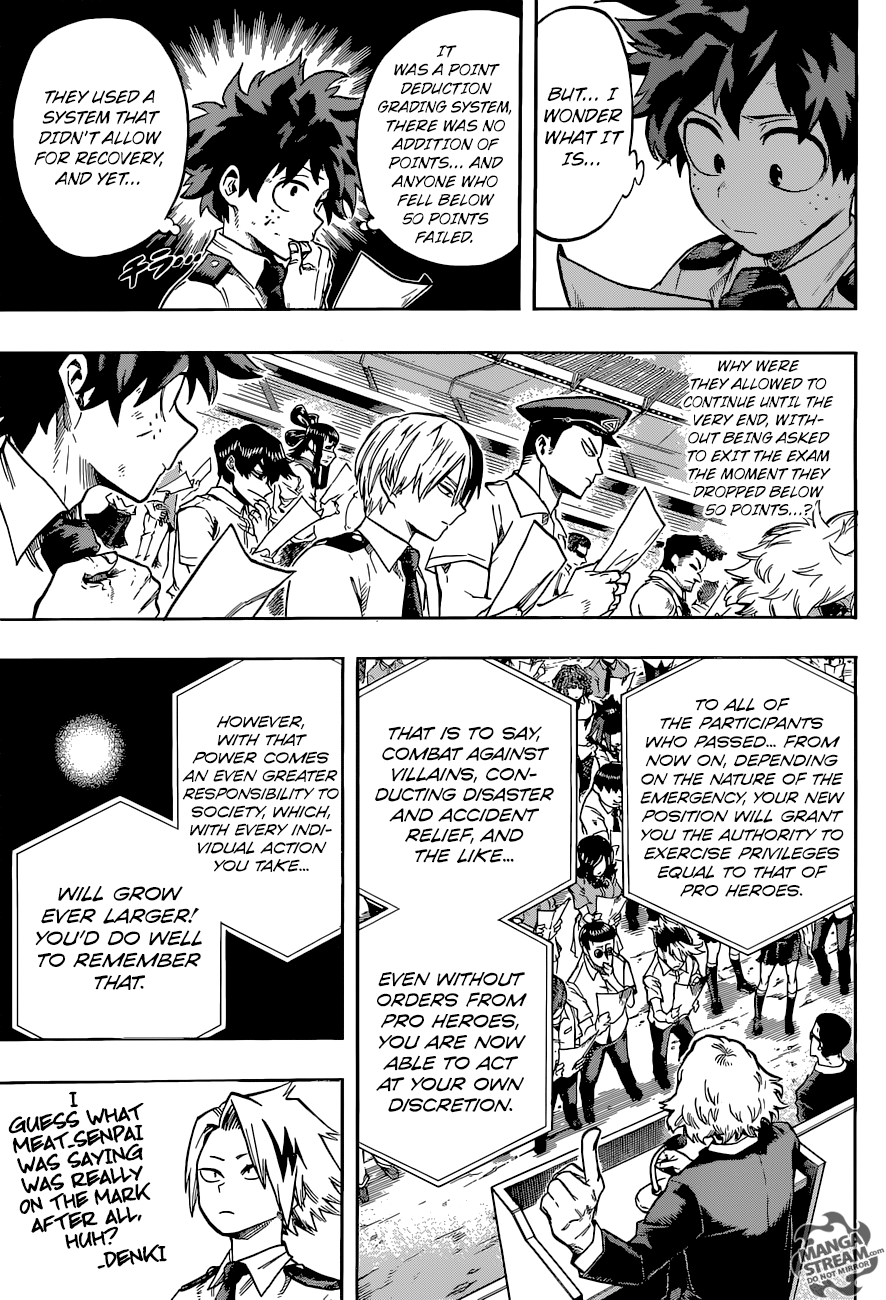 BUT... I
WONDER
WHAT IT
IS...
IT
WAS A POINT
DEDUCTION
GRADING SYSTEM,
THERE WAS NO
ADDITION OF
POINTS... AND
ANYONE WHO
FELL BELOW
50 POINTS
FAILED.
THEY USED A
SYSTEM THAT
DIDN'T ALLOW
FOR RECOVERY,
AND YET...
チラ...
WHY WERE
THEY ALLOWED TO
CONTINUE UNTIL THE
VERY END, WITH-
OUT BEING ASKED
TO EXIT THE EXAM
THE MOMENT THEY
DROPPED BELOW
50 POINTS...?
TO ALL OF
THE PARTICIPANTS
WHO PASSED... FROM
NOW ON, DEPENDING
ON THE NATURE OF THE
EMERGENCY, YOUR NEW
POSITION WILL GRANT
YOU THE AUTHORITY TO
EXERCISE PRIVILEGES
EQUAL TO THAT OF
PRO HEROES.
THAT IS TO SAY,
COMBAT AGAINST
VILLAINS, CON-
DUCTING DISASTER
AND ACCIDENT
RELIEF, AND
THE LIKE...
EVEN WITHOUT
ORDERS FROM
PRO HEROES,
YOU ARE NOW
ABLE TO ACT
AT YOUR OWN
DISCRETION.
HOWEVER,
WITH THAT
POWER COMES
AN EVEN GREATER
RESPONSIBILITY TO
SOCIETY, WHICH,
WITH EVERY INDI-
VIDUAL ACTION
YOU TAKE...
WILL GROW
EVER LARGER!
YOU'D DO WELL
TO REMEMBER
THAT.
I
GUESS WHAT
MEAT-SENPAI
WAS SAYING
WAS REALLY
ON THE MARK
AFTER ALL,
HUH?
-DENKI
MANGA
STREAM.com
DO NOT MIRROR